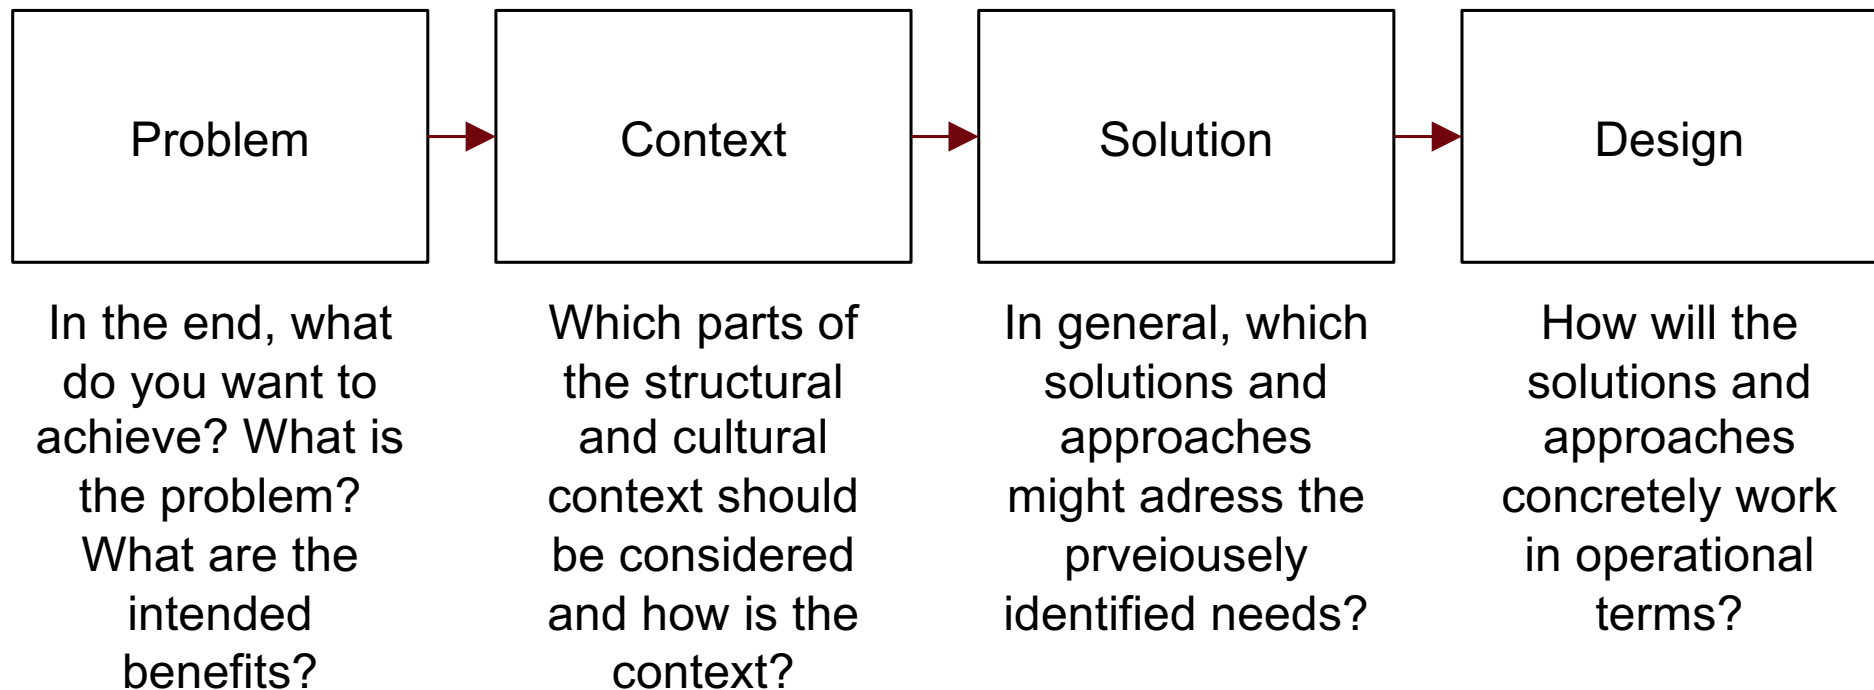 Problem
Context
Solution
Design
In the end, what
do you want to
achieve? What is
the problem?
What are the
intended
benefits?
Which parts of
the structural
and cultural
context should
be considered
and how is the
context?
In general, which
solutions and
approaches
might adress the
prveiousely
identified needs?
How will the
solutions and
approaches
concretely work
in operational
terms?